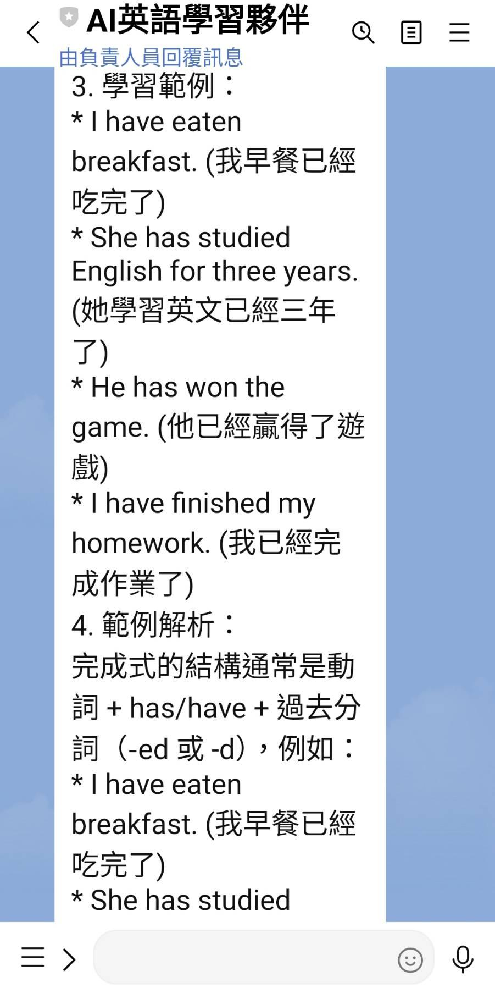 AI英語學習夥伴
由負責人員回覆訊息
3. 學習範例：
* I have eaten
breakfast. (我早餐已經
吃完了)
* She has studied
English for three years.
(她學習英文已經三年
了)
* He has won the
game. (他已經贏得了遊
戲)
* I have finished my
homework. (我已經完
成作業了)
4. 範例解析：
完成式的結構通常是動
詞 + has/have + 過去分
詞（-ed 或 -d），例如：
* I have eaten
breakfast. (我早餐已經
吃完了)
* She has studied